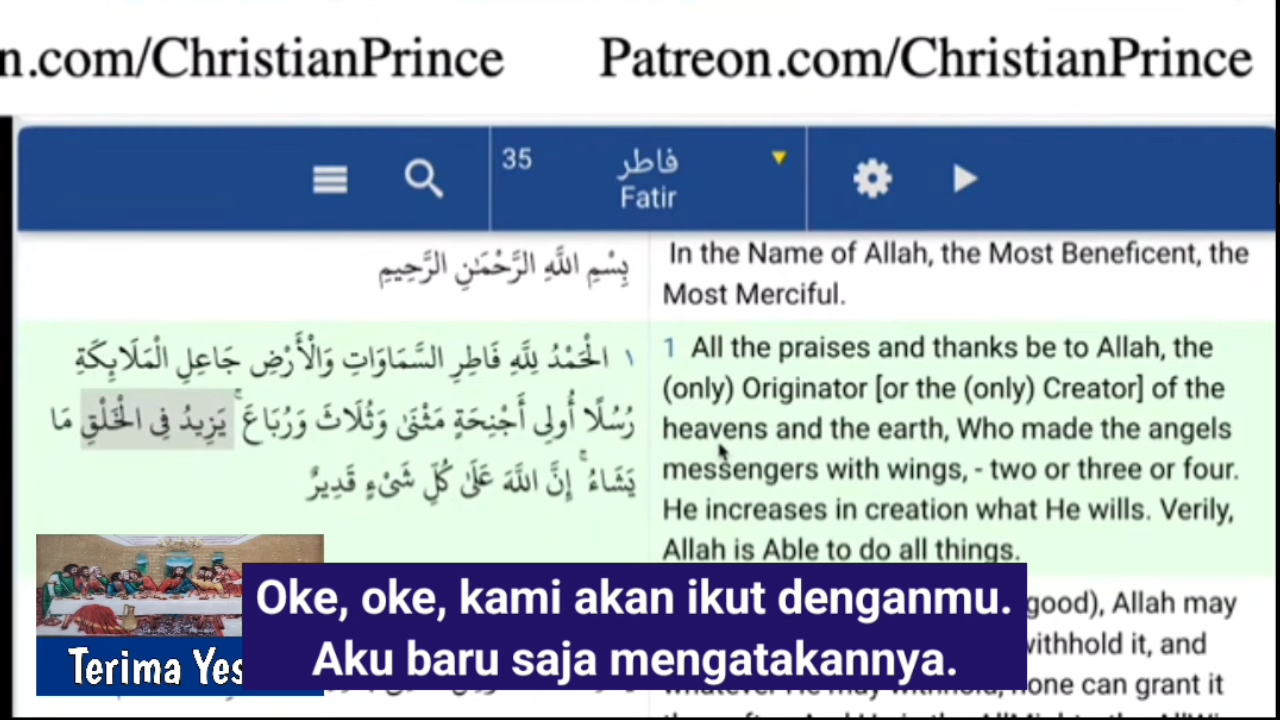 n.com/ChristianPrince Patreon.com/ChristianPrince
35 فاطر
Fatir
بِسْمِ اللَّهِ الرَّحْمَٰنِ الرَّحِيمِ
In the Name of Allah, the Most Beneficent, the
Most Merciful.
١ الْحَمْدُ لِلَّهِ فَاطِرِ السَّمَاوَاتِ وَالْأَرْضِ جَاعِلِ الْمَلَائِكَةِ
رُسُلًا أُولِي أَجْنِحَةٍ مَثْنَىٰ وَثُلَاثَ وَرُبَاعَ ۚ يَزِيدُ فِي الْخَلْقِ مَا
يَشَاءُ ۚ إِنَّ اللَّهَ عَلَىٰ كُلِّ شَيْءٍ قَدِيرٌ
1 All the praises and thanks be to Allah, the
(only) Originator [or the (only) Creator] of the
heavens and the earth, Who made the angels
messengers with wings, - two or three or four.
He increases in creation what He wills. Verily,
Allah is Able to do all things.
good), Allah may
withhold it, and
none can grant it
Oke, oke, kami akan ikut denganmu.
Aku baru saja mengatakannya.
Terima Yes